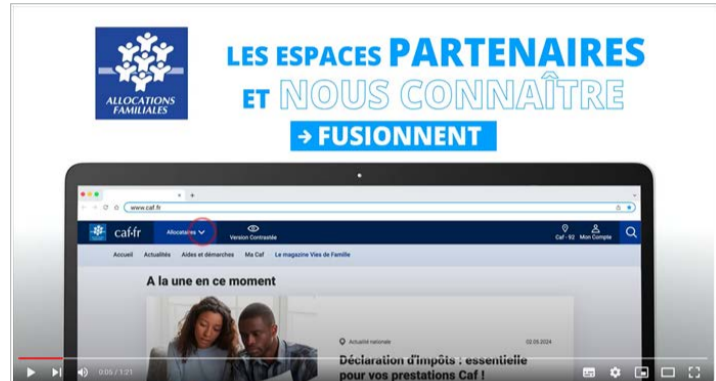 ALLOCATIONS
FAMILIALES
LES ESPACES PARTENAIRES
ET NOUS CONNAÎTRE
→ FUSIONNENT
www.caf.fr
caf•fr
Allocataires
Version Contrastée
Caf - 92
Mon Compte
Accueil
Actualités
Aides et démarches
Ma Caf
Le magazine Vies de Famille
A la une en ce moment
Actualité nationale
02.05.2024
Déclaration d'impôts : essentielle
pour vos prestations Caf !
0:05 / 1:21